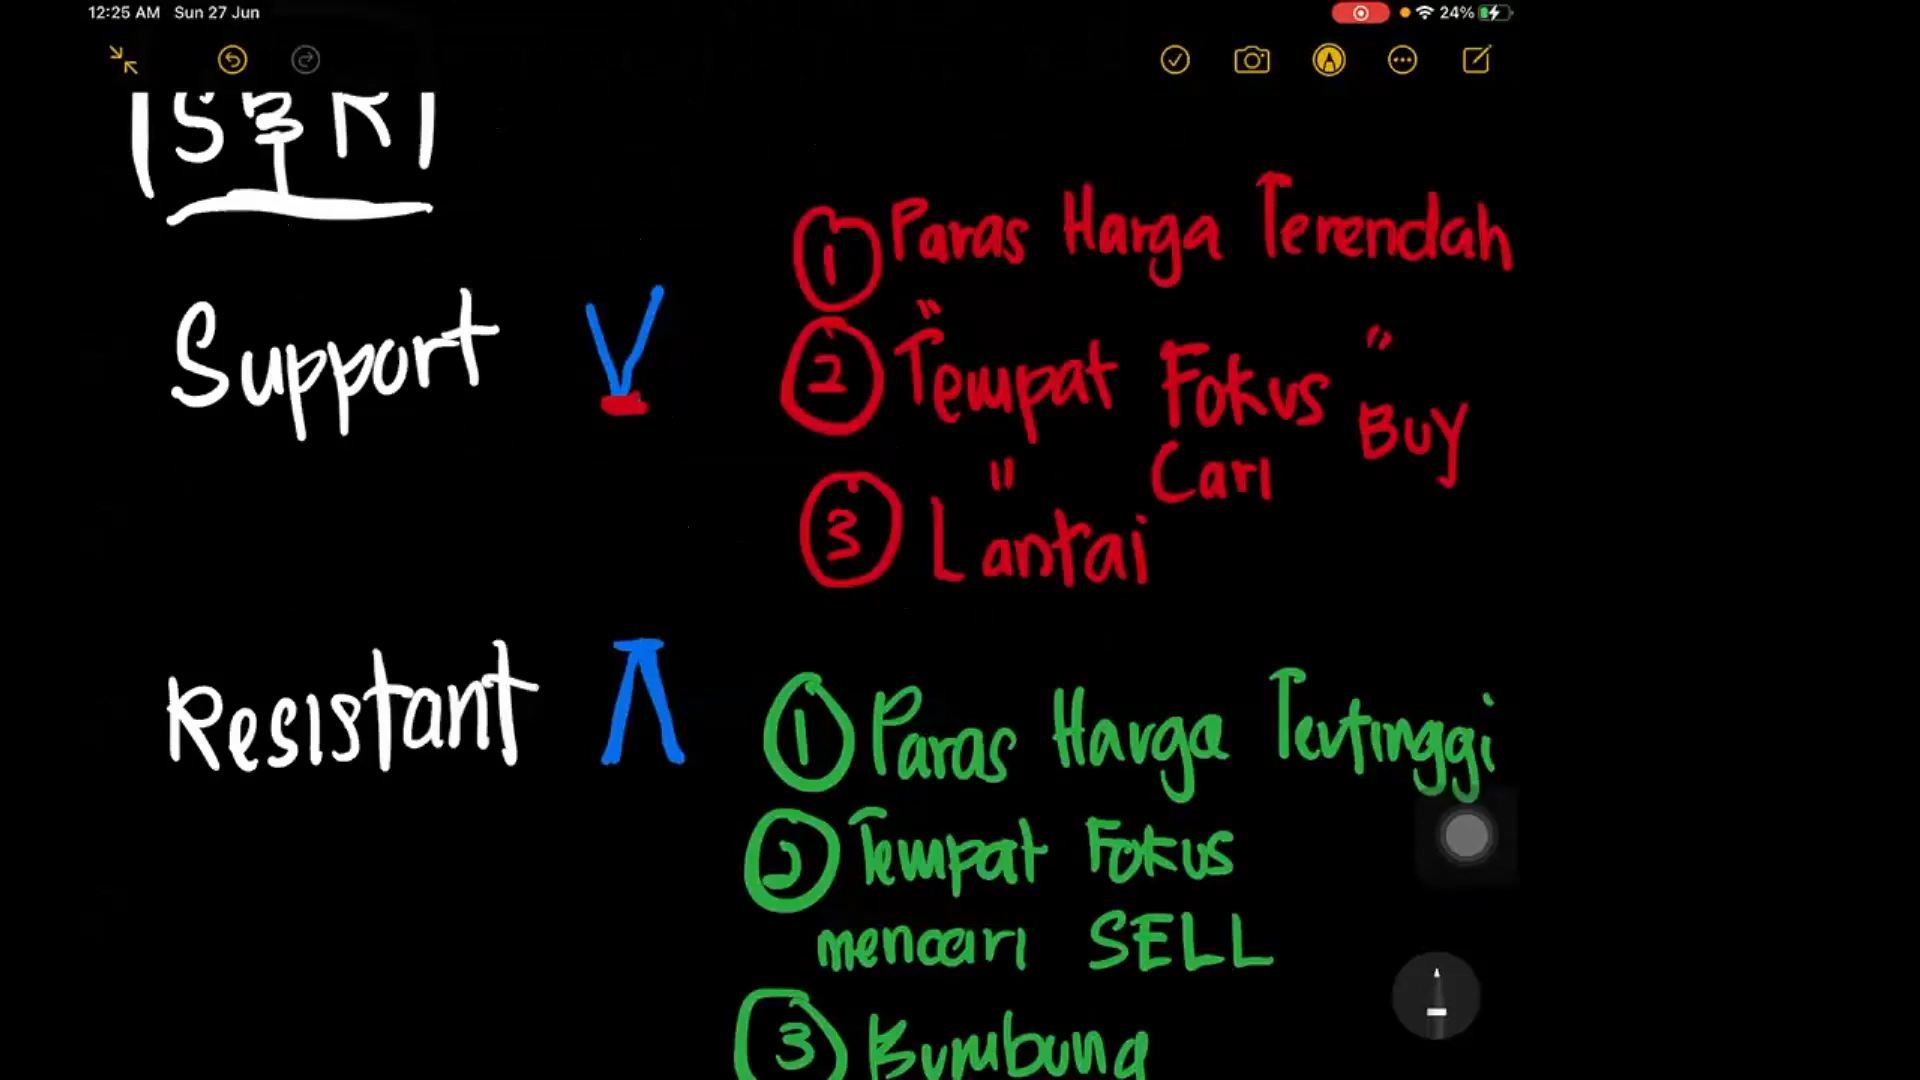 12:25 AM Sun 27 Jun
24%
Support
① Paras Harga Terendah
② "Tempat Fokus "
Cari BUY
③ " Lantai
Resistant
① Paras Harga Tertinggi
② Tempat Fokus
mencari SELL
③ Bumbung